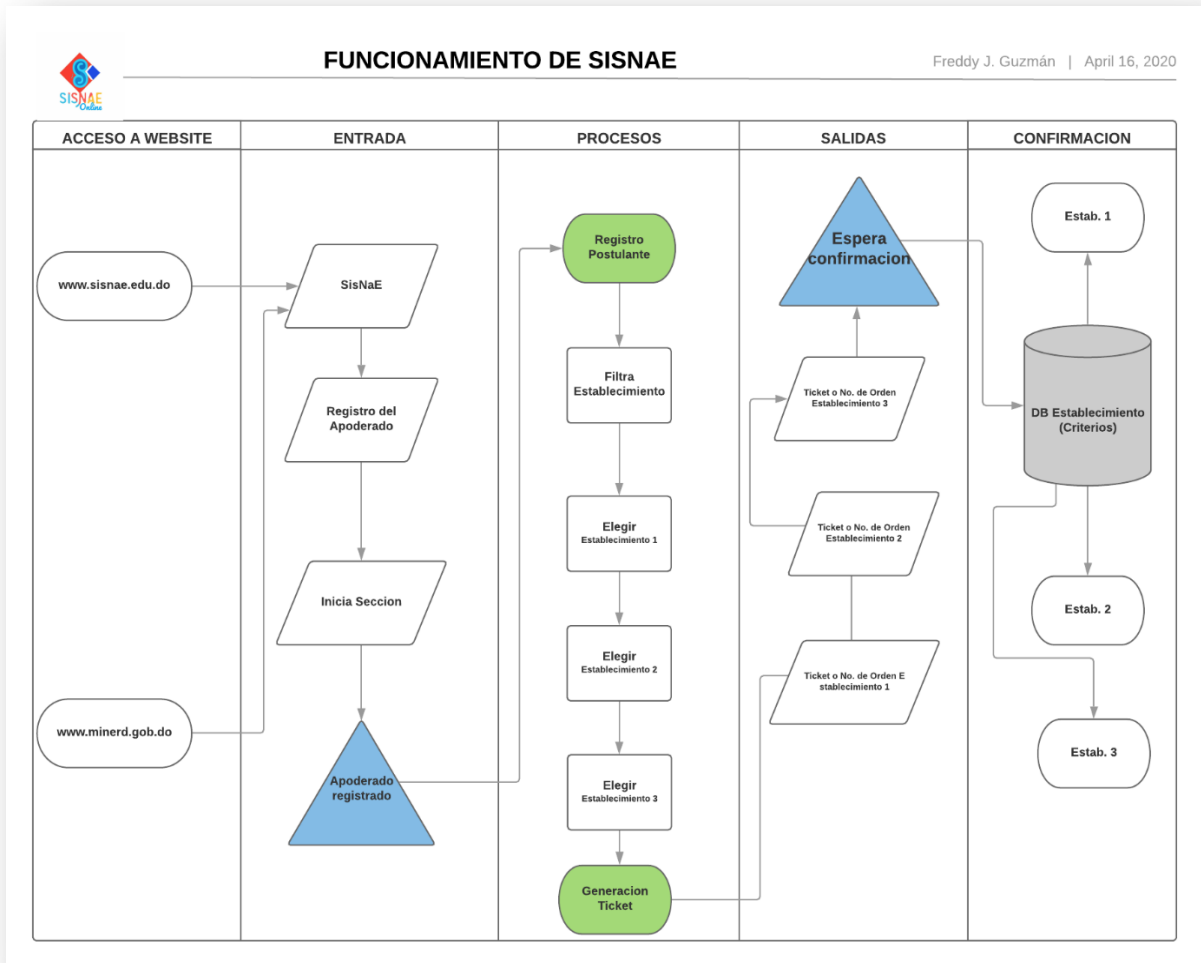 SISNAE
Online
FUNCIONAMIENTO DE SISNAE
Freddy J. Guzmán | April 16, 2020
ACCESO A WEBSITE
ENTRADA
PROCESOS
SALIDAS
CONFIRMACION
www.sisnae.edu.do
www.minerd.gob.do
SisNaE
Registro del
Apoderado
Inicia Seccion
Apoderado
registrado
Registro
Postulante
Filtra
Establecimiento
Elegir
Establecimiento 1
Elegir
Establecimiento 2
Elegir
Establecimiento 3
Generacion
Ticket
Espera
confirmacion
Ticket o No. de Orden
Establecimiento 3
Ticket o No. de Orden
Establecimiento 2
Ticket o No. de Orden E
stablecimiento 1
Estab. 1
DB Establecimiento
(Criterios)
Estab. 2
Estab. 3